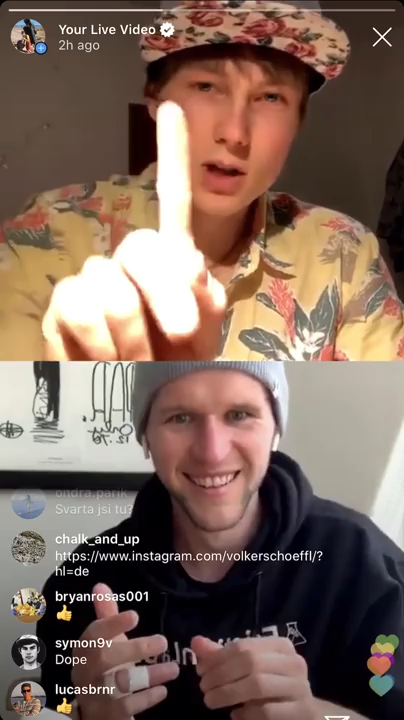 Your Live Video
2h ago
ondra.parik
Svarta jsi tu?
chalk_and_up
https://www.instagram.com/volkerschoeffl/?
hl=de
bryanrosas001
👍
symon9v
Dope
lucasbrnr
👍